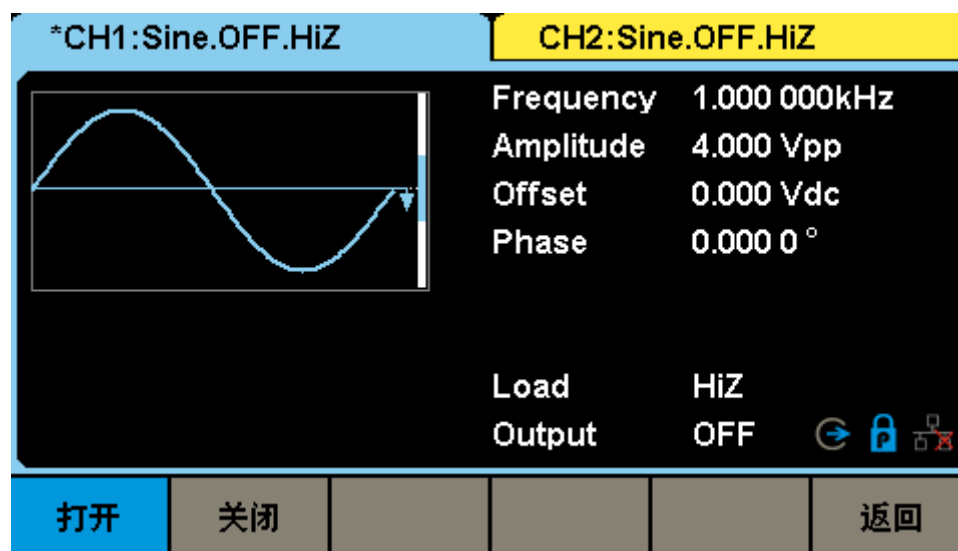 *CH1:Sine.OFF.HiZ CH2:Sine.OFF.HiZ
Frequency 1.000 000kHz
Amplitude 4.000 Vpp
Offset 0.000 Vdc
Phase 0.000 0 °
Load HiZ
Output OFF
打开 关闭 返回